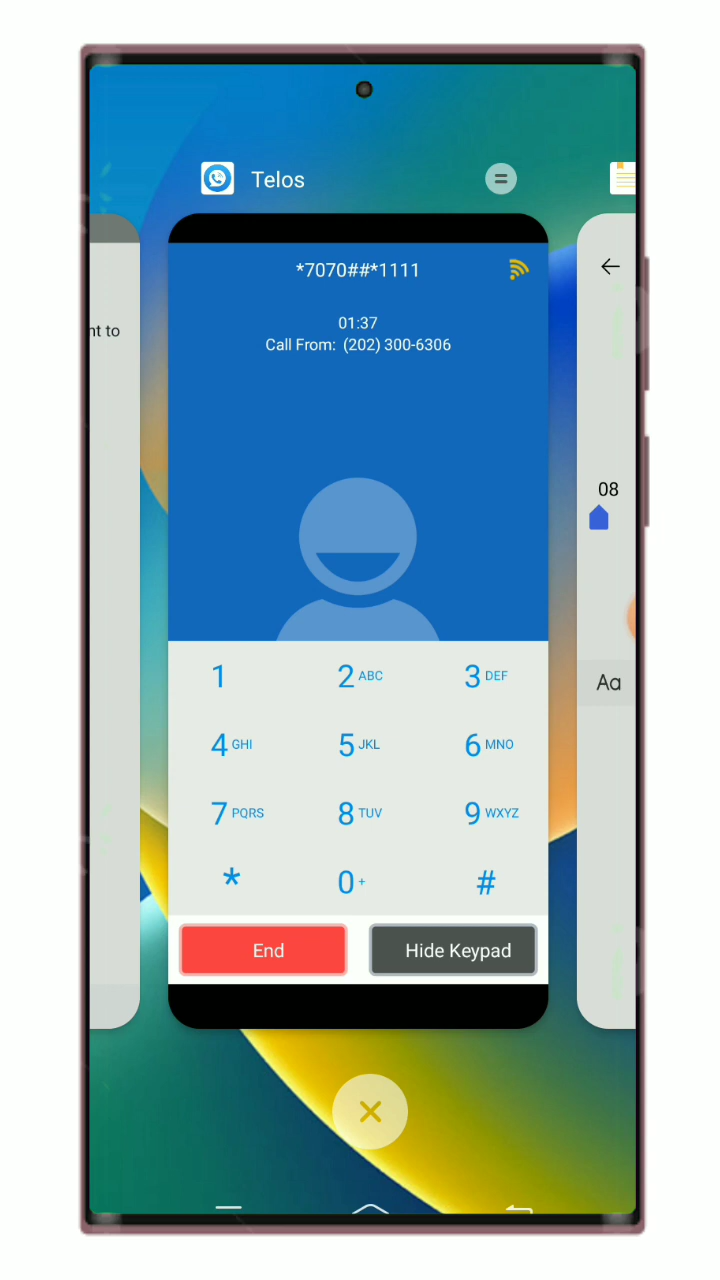 Telos
*7070##*1111
01:37
Call From: (202) 300-6306
nt to
08
Aa
1
2 ABC
3 DEF
4 GHI
5 JKL
6 MNO
7 PQRS
8 TUV
9 WXYZ
*
0 +
#
End
Hide Keypad